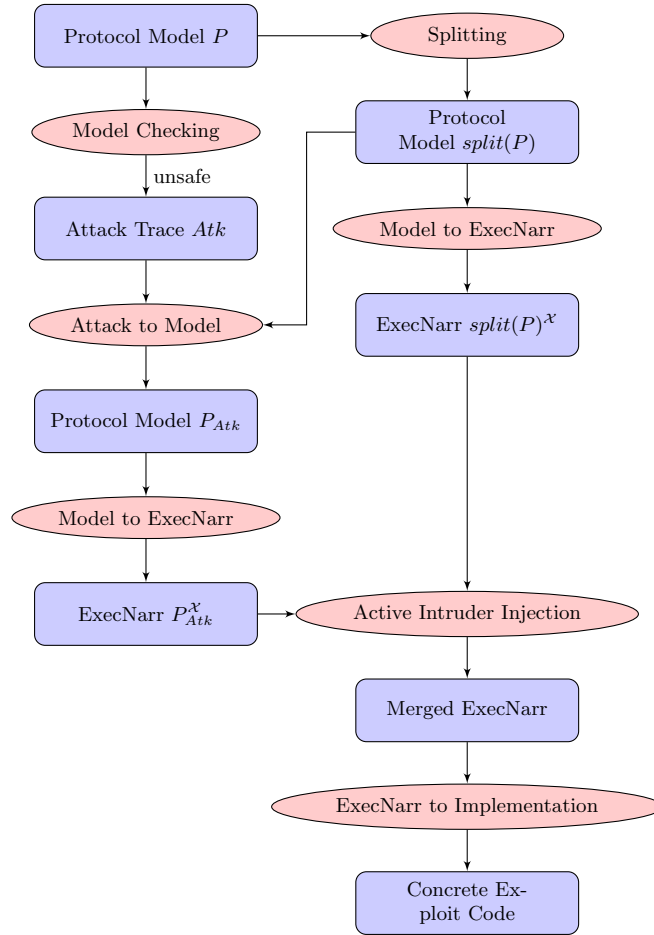 Protocol Model P
Splitting
Model Checking
Protocol
Model split(P)
unsafe
Attack Trace Atk
Model to ExecNarr
Attack to Model
ExecNarr split(P)^𝒳
Protocol Model P_Atk
Model to ExecNarr
ExecNarr P^𝒳_Atk
Active Intruder Injection
Merged ExecNarr
ExecNarr to Implementation
Concrete Ex-
ploit Code